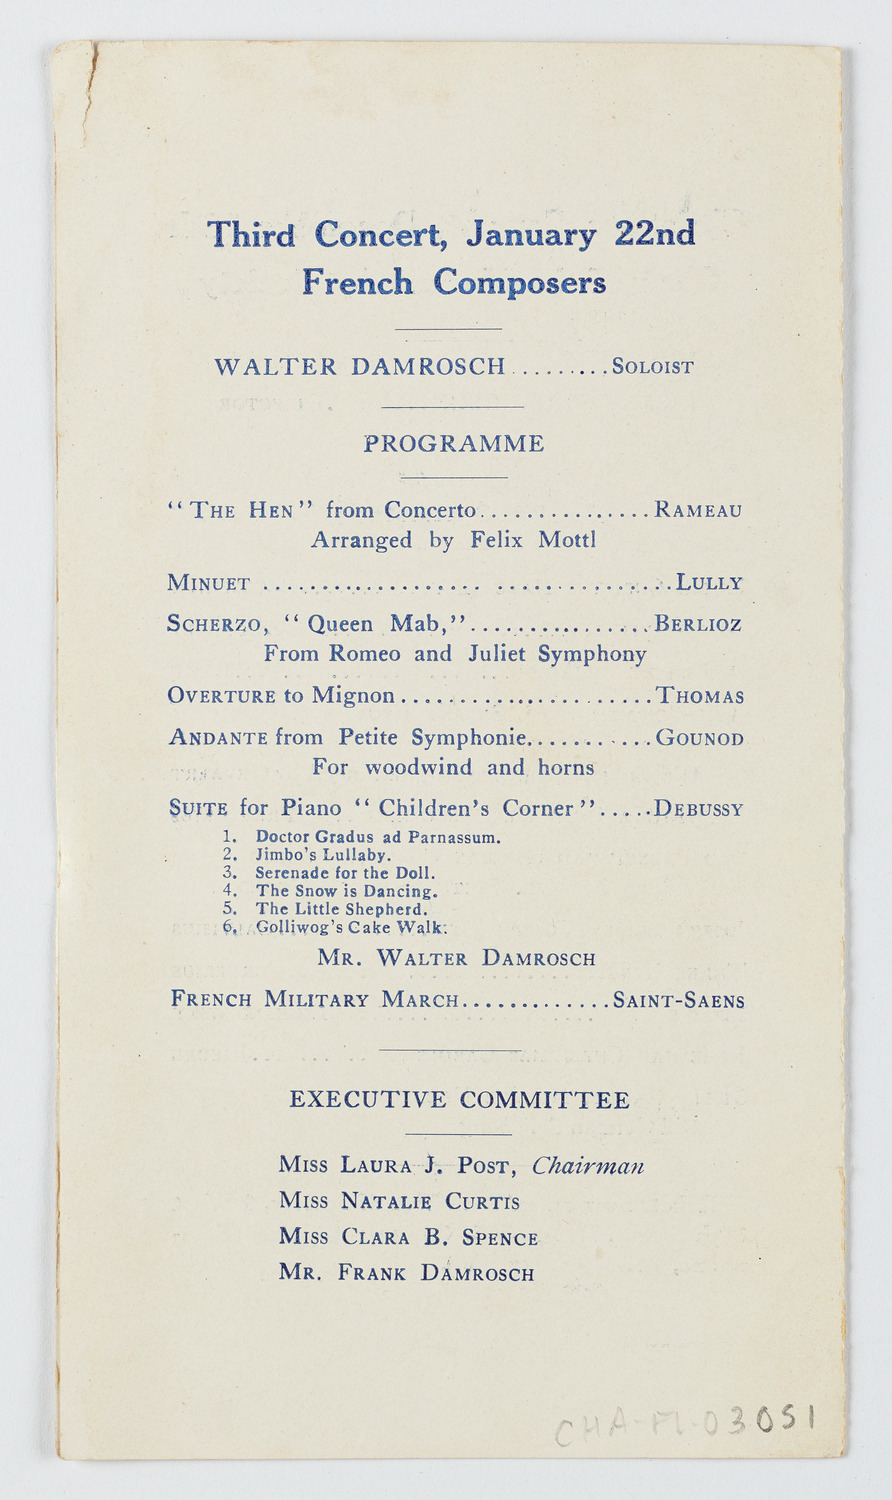 Third Concert, January 22nd
French Composers
WALTER DAMROSCH.........SOLOIST
PROGRAMME
"THE HEN" from Concerto...............RAMEAU
Arranged by Felix Mottl
MINUET ..................................LULLY
SCHERZO, "Queen Mab,"................BERLIOZ
From Romeo and Juliet Symphony
OVERTURE to Mignon......................THOMAS
ANDANTE from Petite Symphonie...........GOUNOD
For woodwind and horns
SUITE for Piano "Children's Corner".....DEBUSSY
1. Doctor Gradus ad Parnassum.
2. Jimbo's Lullaby.
3. Serenade for the Doll.
4. The Snow is Dancing.
5. The Little Shepherd.
6. Golliwog's Cake Walk.
MR. WALTER DAMROSCH
FRENCH MILITARY MARCH.............SAINT-SAENS
EXECUTIVE COMMITTEE
MISS LAURA J. POST, Chairman
MISS NATALIE CURTIS
MISS CLARA B. SPENCE
MR. FRANK DAMROSCH
CHA-FL-03051